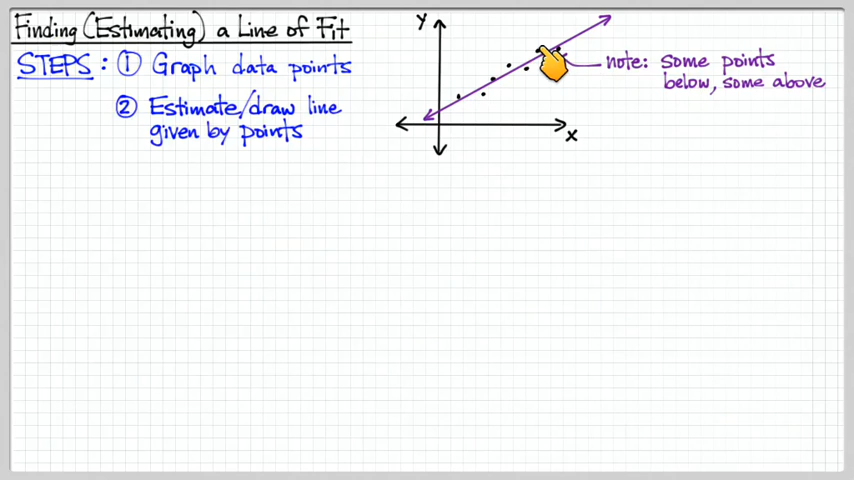 Finding (Estimating) a Line of Fit
STEPS: ① Graph data points
② Estimate/draw line
given by points
y
x
note: Some points
below, some above